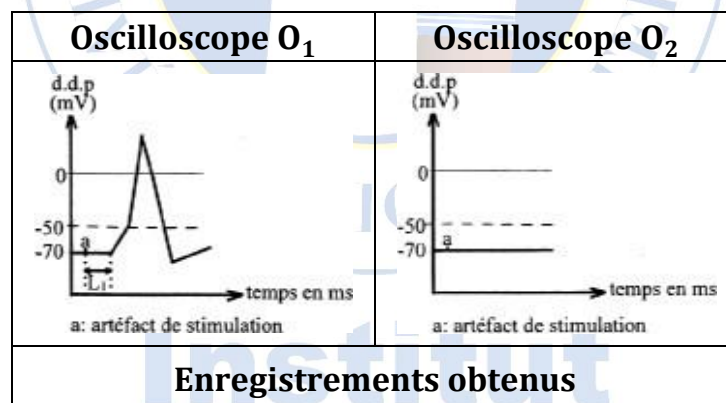 Oscilloscope O₁
Oscilloscope O₂
d.d.p
(mV)
0
-50
-70
a
L₁
temps en ms
a: artéfact de stimulation
d.d.p
(mV)
0
-50
-70
a
temps en ms
a: artéfact de stimulation
Institut
Enregistrements obtenus